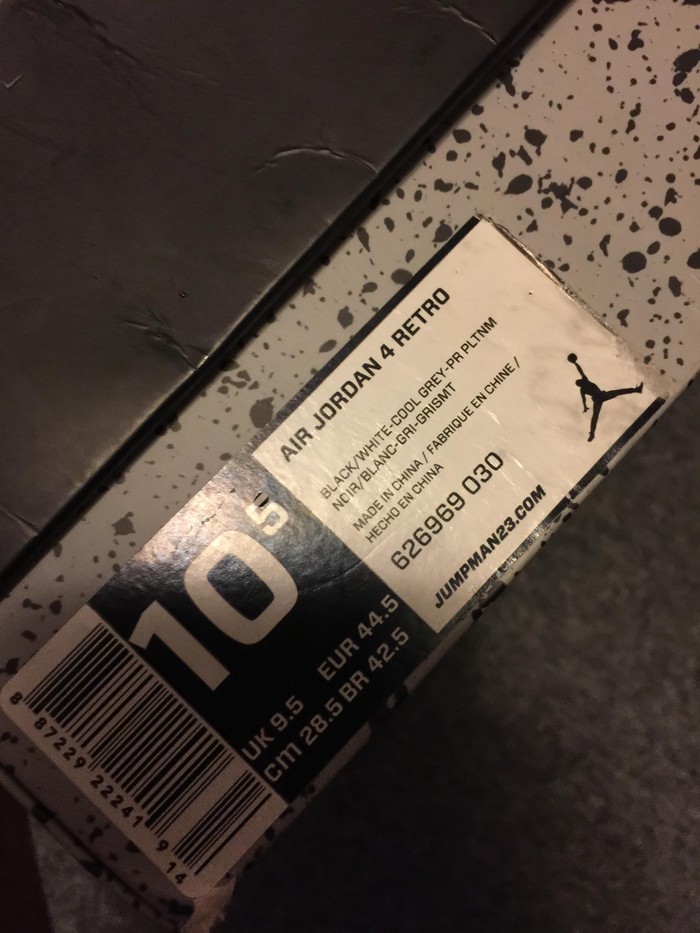 AIR JORDAN 4 RETRO
BLACK/WHITE-COOL GREY-PR PLTNM
NOIR/BLANC-GRI-GRISMT
MADE IN CHINA / FABRIQUE EN CHINE /
HECHO EN CHINA
626969 030
JUMPMAN23.COM
10 5
UK 9.5 EUR 44.5
cm 28.5 BR 42.5
8 87229 22241 9 14